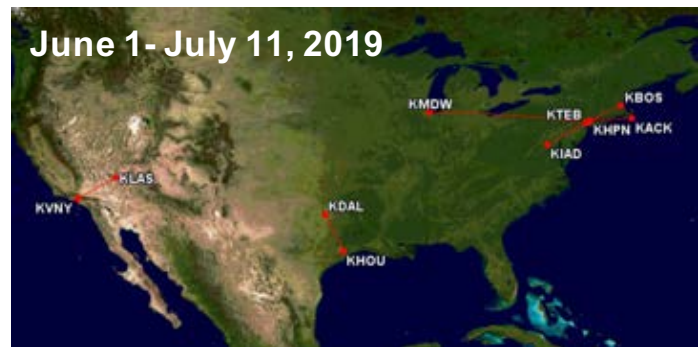 June 1- July 11, 2019
KBOS
KMDW
KTEB
KHPN
KACK
KIAD
KLAS
KVNY
KDAL
KHOU